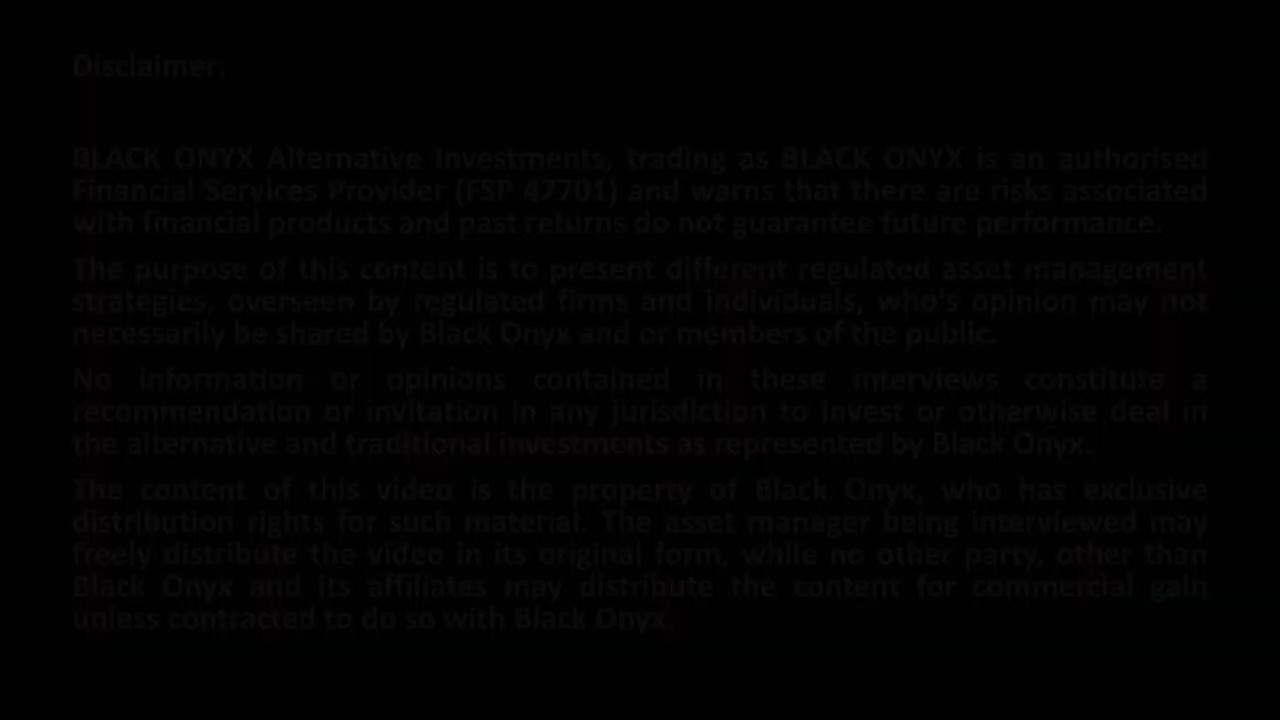 Disclaimer:
BLACK ONYX Alternative Investments, trading as BLACK ONYX is an authorised
Financial Services Provider (FSP 47701) and warns that there are risks associated
with financial products and past returns do not guarantee future performance.
The purpose of this content is to present different regulated asset management
strategies, overseen by regulated firms and individuals, who's opinion may not
necessarily be shared by Black Onyx and or members of the public.
No information or opinions contained in these interviews constitute a
recommendation or invitation in any jurisdiction to invest or otherwise deal in
the alternative and traditional investments as represented by Black Onyx.
The content of this video is the property of Black Onyx, who has exclusive
distribution rights for such material. The asset manager being interviewed may
freely distribute the video in its original form, while no other party, other than
Black Onyx and its affiliates may distribute the content for commercial gain
unless contracted to do so with Black Onyx.